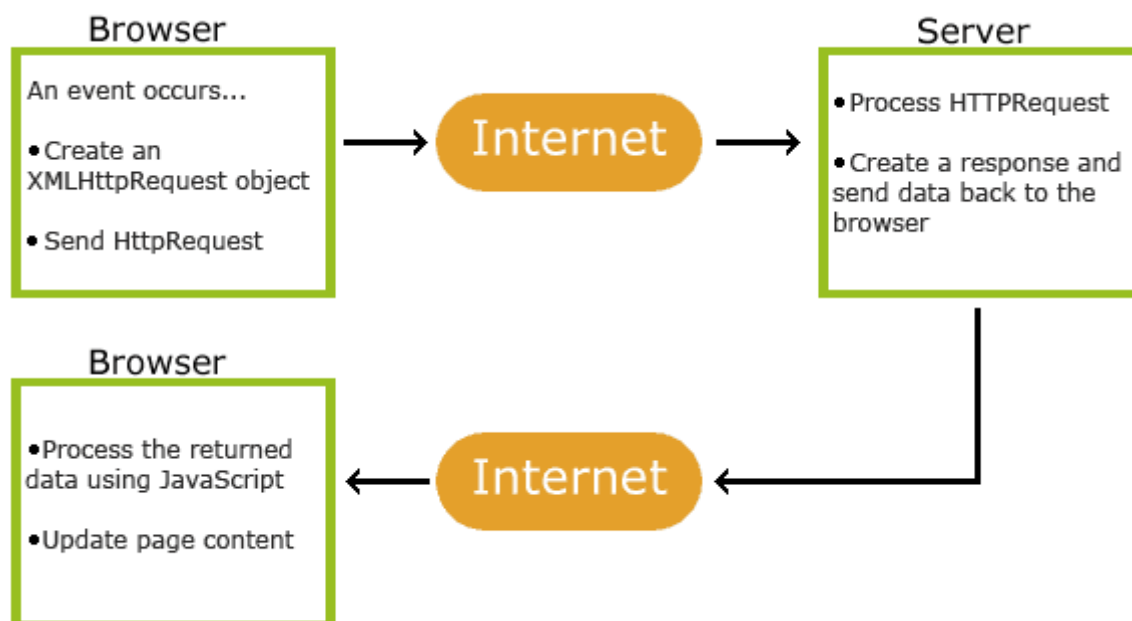 Browser
An event occurs...
•Create an
XMLHttpRequest object
• Send HttpRequest
Internet
Server
•Process HTTPRequest
•Create a response and
send data back to the
browser
Browser
•Process the returned
data using JavaScript
•Update page content
Internet